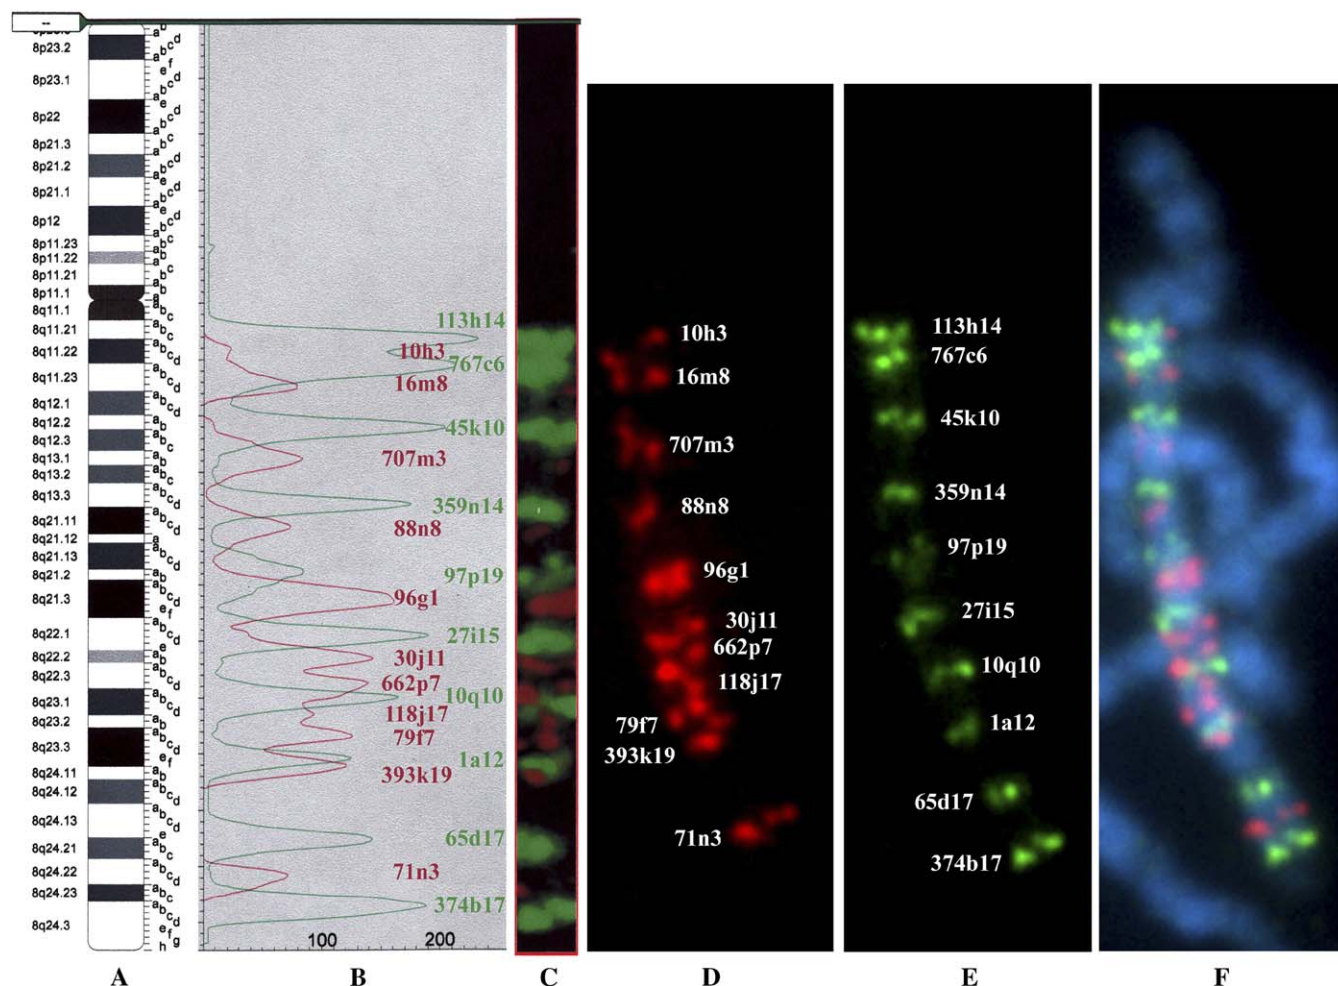 --
8p23.2
8p23.1
8p22
8p21.3
8p21.2
8p21.1
8p12
8p11.23
8p11.22
8p11.21
8p11.1
8q11.1
8q11.21
8q11.22
8q11.23
8q12.1
8q12.2
8q12.3
8q13.1
8q13.2
8q13.3
8q21.11
8q21.12
8q21.13
8q21.2
8q21.3
8q22.1
8q22.2
8q22.3
8q23.1
8q23.2
8q23.3
8q24.11
8q24.12
8q24.13
8q24.21
8q24.22
8q24.23
8q24.3
113h14
10h3
767c6
16m8
45k10
707m3
359n14
88n8
97p19
96g1
27i15
30j11
662p7
10q10
118j17
79f7
1a12
393k19
65d17
71n3
374b17
100 200
10h3
16m8
707m3
88n8
96g1
30j11
662p7
118j17
79f7
393k19
71n3
113h14
767c6
45k10
359n14
97p19
27i15
10q10
1a12
65d17
374b17
A B C D E F